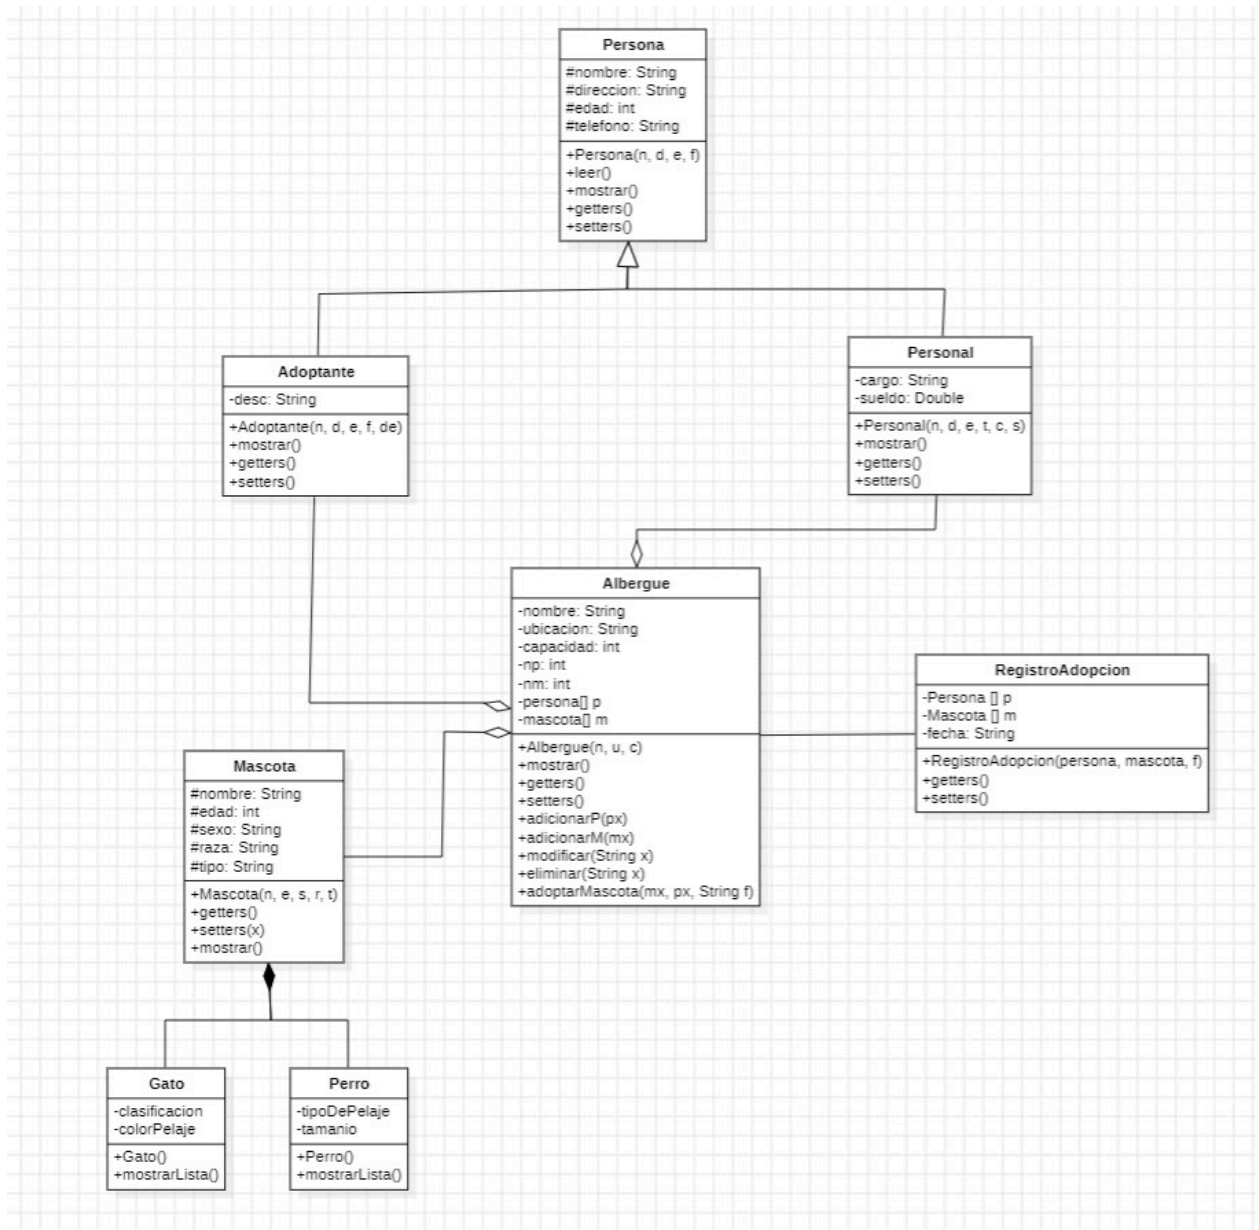 Persona
#nombre: String
#direccion: String
#edad: int
#telefono: String
+Persona(n, d, e, f)
+leer()
+mostrar()
+getters()
+setters()
Adoptante
-desc: String
+Adoptante(n, d, e, f, de)
+mostrar()
+getters()
+setters()
Personal
-cargo: String
-sueldo: Double
+Personal(n, d, e, t, c, s)
+mostrar()
+getters()
+setters()
Albergue
-nombre: String
-ubicacion: String
-capacidad: int
-np: int
-nm: int
-persona[] p
-mascota[] m
+Albergue(n, u, c)
+mostrar()
+getters()
+setters()
+adicionarP(px)
+adicionarM(mx)
+modificar(String x)
+eliminar(String x)
+adoptarMascota(mx, px, String f)
RegistroAdopcion
-Persona [] p
-Mascota [] m
-fecha: String
+RegistroAdopcion(persona, mascota, f)
+getters()
+setters()
Mascota
#nombre: String
#edad: int
#sexo: String
#raza: String
#tipo: String
+Mascota(n, e, s, r, t)
+getters()
+setters(x)
+mostrar()
Gato
-clasificacion
-colorPelaje
+Gato()
+mostrarLista()
Perro
-tipoDePelaje
-tamanio
+Perro()
+mostrarLista()